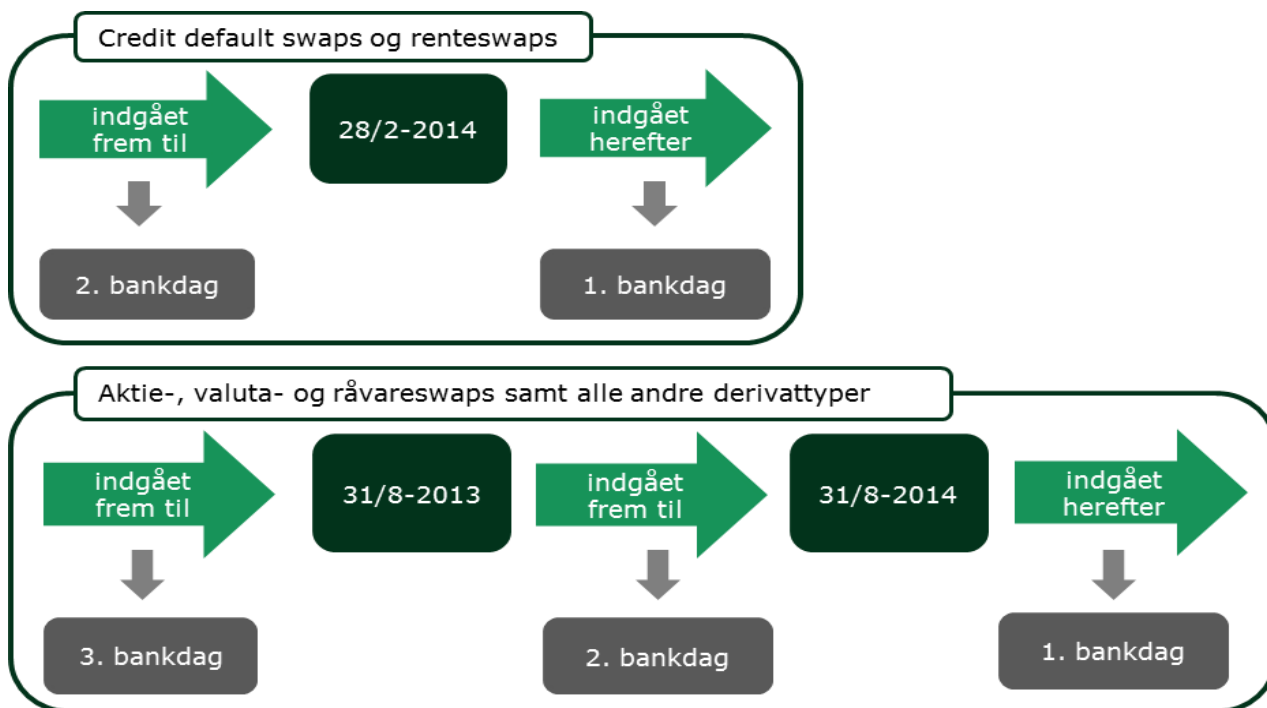 Credit default swaps og renteswaps
indgået
frem til
28/2-2014
indgået
herefter
2. bankdag
1. bankdag
Aktie-, valuta- og råvareswaps samt alle andre derivattyper
indgået
frem til
31/8-2013
indgået
frem til
31/8-2014
indgået
herefter
3. bankdag
2. bankdag
1. bankdag